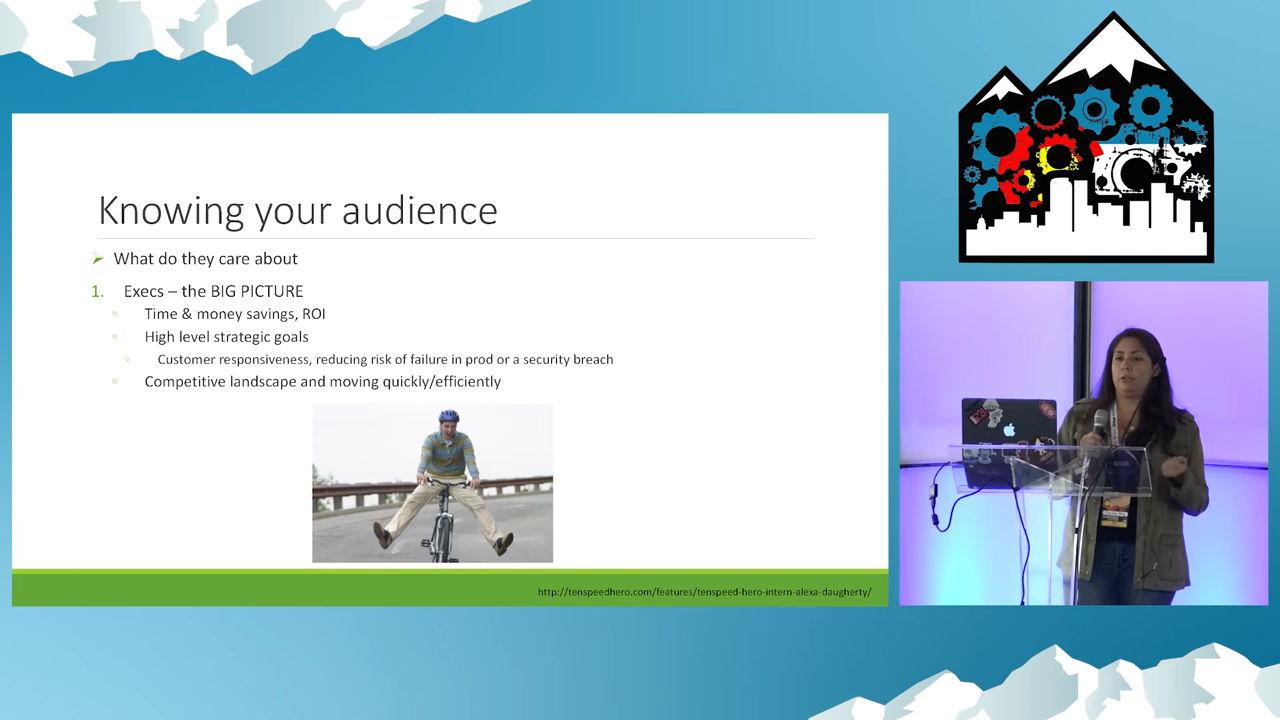 Knowing your audience
What do they care about
1. Execs – the BIG PICTURE
Time & money savings, ROI
High level strategic goals
Customer responsiveness, reducing risk of failure in prod or a security breach
Competitive landscape and moving quickly/efficiently
http://tenspeedhero.com/features/tenspeed-hero-intern-alexa-daugherty/